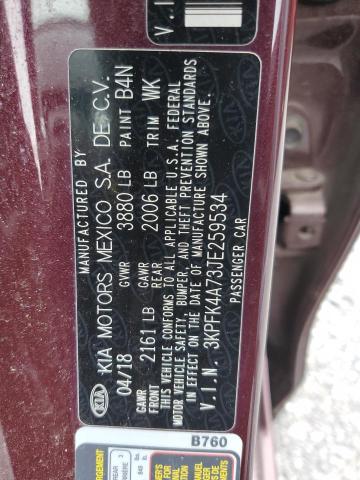 V.I
MANUFACTURED BY
KIA KIA MOTORS MEXICO S.A. DE C.V.
04/18 GVWR 3880 LB PAINT B4N
GAWR FRONT 2161 LB GAWR REAR 2006 LB TRIM WK
THIS VEHICLE CONFORMS TO ALL APPLICABLE U.S.A. FEDERAL
MOTOR VEHICLE SAFETY, BUMPER, AND THEFT PREVENTION STANDARDS
IN EFFECT ON THE DATE OF MANUFACTURE SHOWN ABOVE.
V.I.N. 3KPFK4A73JE259534
PASSENGER CAR
B760